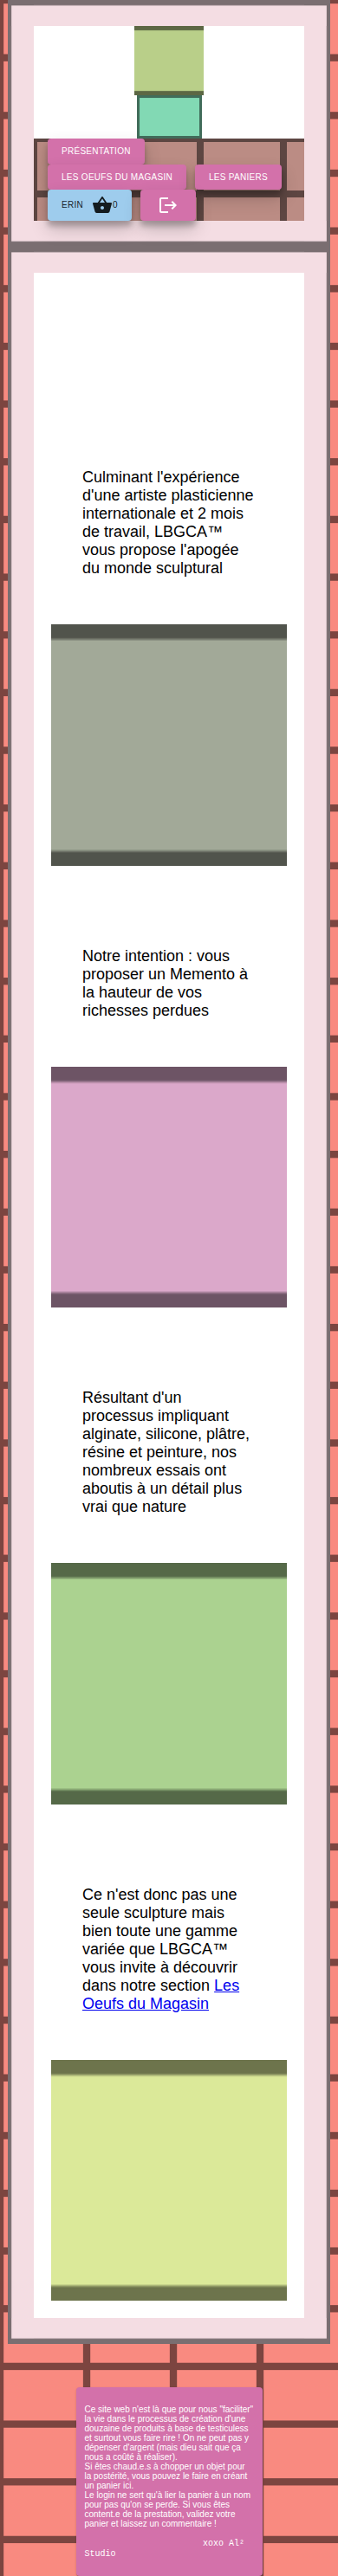 PRÉSENTATION
LES OEUFS DU MAGASIN LES PANIERS
ERIN 0
Culminant l'expérience
d'une artiste plasticienne
internationale et 2 mois
de travail, LBGCA™
vous propose l'apogée
du monde sculptural
Notre intention : vous
proposer un Memento à
la hauteur de vos
richesses perdues
Résultant d'un
processus impliquant
alginate, silicone, plâtre,
résine et peinture, nos
nombreux essais ont
aboutis à un détail plus
vrai que nature
Ce n'est donc pas une
seule sculpture mais
bien toute une gamme
variée que LBGCA™
vous invite à découvrir
dans notre section Les
Oeufs du Magasin
Ce site web n'est là que pour nous "faciliter"
la vie dans le processus de création d'une
douzaine de produits à base de testiculess
et surtout vous faire rire ! On ne peut pas y
dépenser d'argent (mais dieu sait que ça
nous a coûté à réaliser).
Si êtes chaud.e.s à chopper un objet pour
la postérité, vous pouvez le faire en créant
un panier ici.
Le login ne sert qu'à lier la panier à un nom
pour pas qu'on se perde. Si vous êtes
content.e de la prestation, validez votre
panier et laissez un commentaire !
xoxo Al²
Studio